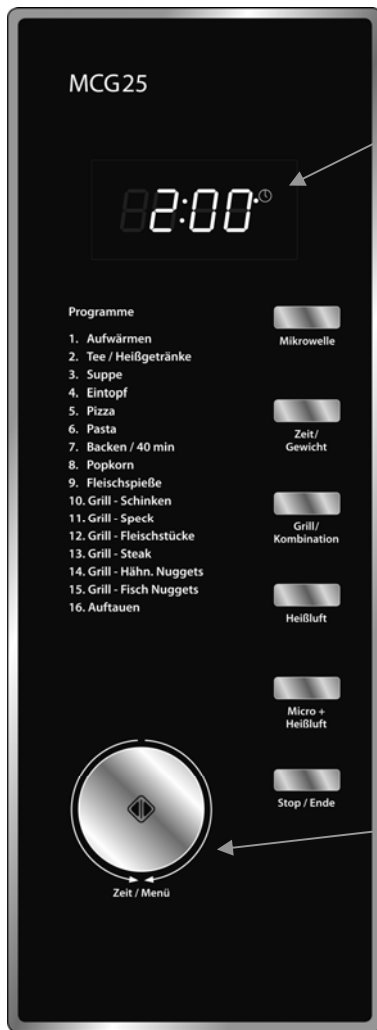 MCG25
2:00
Programme
1. Aufwärmen
2. Tee / Heißgetränke
3. Suppe
4. Eintopf
5. Pizza
6. Pasta
7. Backen / 40 min
8. Popkorn
9. Fleischspieße
10. Grill - Schinken
11. Grill - Speck
12. Grill - Fleischstücke
13. Grill - Steak
14. Grill - Hähn. Nuggets
15. Grill - Fisch Nuggets
16. Auftauen
Mikrowelle
Zeit/
Gewicht
Grill/
Kombination
Heißluft
Micro +
Heißluft
Stop / Ende
Zeit / Menü